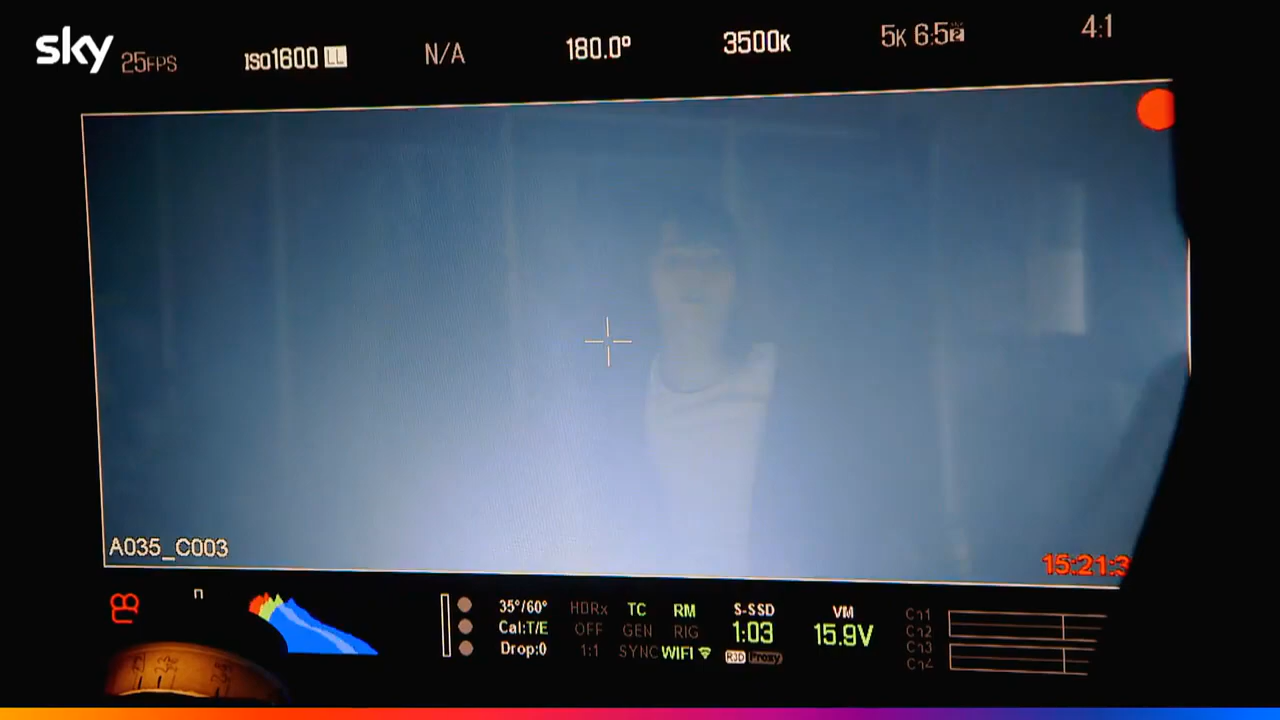 sky
25FPS ISO1600 LL N/A 180.0° 3500K 5K 6:5 4:1
A035_C003
15:21:3
35°/60° HDRx TC RM S-SSD VM Ch1
Cal:T/E OFF GEN RIG 1:03 15.9V Ch2
Drop:0 1:1 SYNC WIFI R3D Proxy Ch3
Ch4